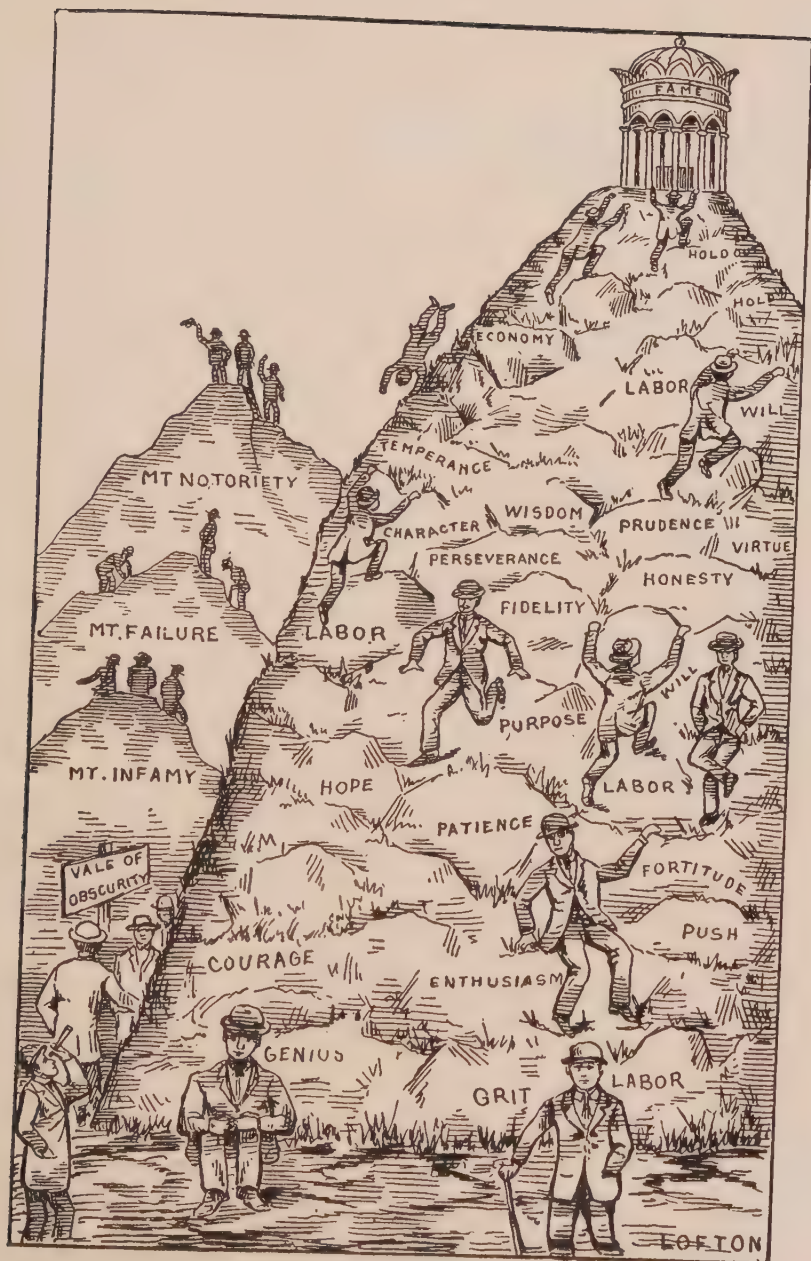 FAME
HOLD ON
HOLD
ECONOMY
LABOR
WILL
TEMPERANCE
MT NOTORIETY
CHARACTER
WISDOM
PRUDENCE
VIRTUE
PERSEVERANCE
HONESTY
FIDELITY
MT. FAILURE
LABOR
WILL
PURPOSE
MT. INFAMY
HOPE
LABOR
PATIENCE
VALE OF
OBSCURITY
FORTITUDE
PUSH
COURAGE
ENTHUSIASM
GENIUS
GRIT
LABOR
LOFTON